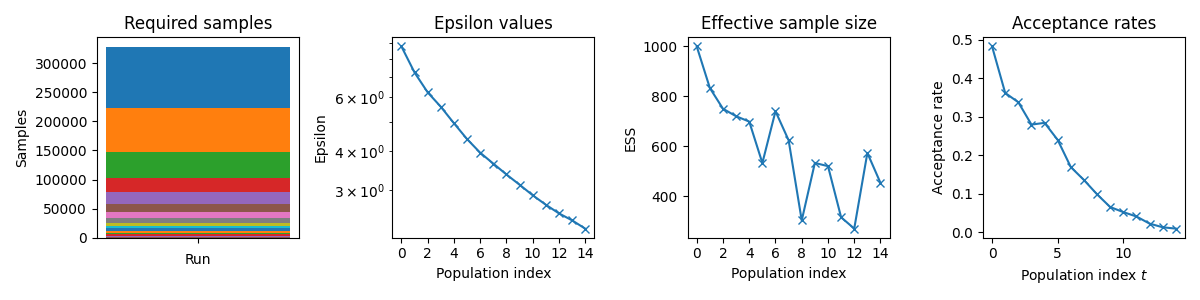 Required samples
Samples
300000
250000
200000
150000
100000
50000
0
Run
Epsilon values
Epsilon
6 × 10⁰
4 × 10⁰
3 × 10⁰
0 2 4 6 8 10 12 14
Population index
Effective sample size
ESS
1000
800
600
400
0 2 4 6 8 10 12 14
Population index
Acceptance rates
Acceptance rate
0.5
0.4
0.3
0.2
0.1
0.0
0 5 10
Population index t